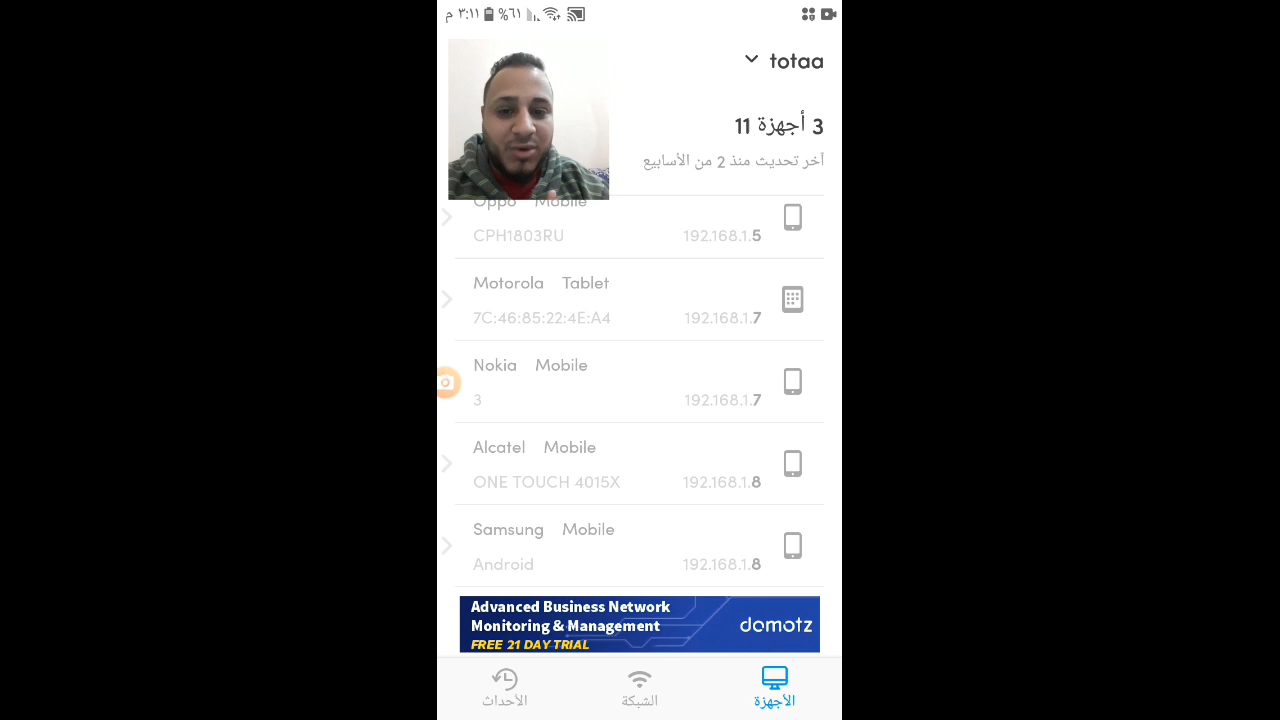 ٣:١١ م %٦١
totaa
3 أجهزة 11
آخر تحديث منذ 2 من الأسابيع
Oppo Mobile
CPH1803RU 192.168.1.5
Motorola Tablet
7C:46:85:22:4E:A4 192.168.1.7
Nokia Mobile
3 192.168.1.7
Alcatel Mobile
ONE TOUCH 4015X 192.168.1.8
Samsung Mobile
Android 192.168.1.8
Advanced Business Network
Monitoring & Management
FREE 21 DAY TRIAL
domotz
الأجهزة الشبكة الأحداث